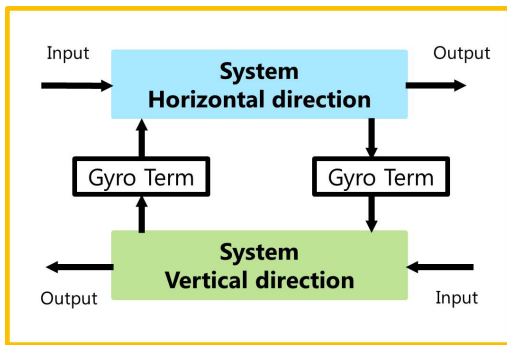 Input
Output
System
Horizontal direction
Gyro Term
Gyro Term
System
Vertical direction
Output
Input